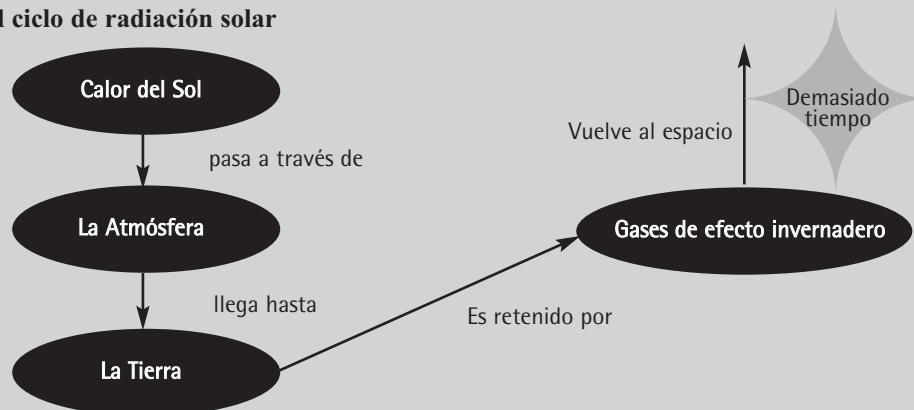 l ciclo de radiación solar
Calor del Sol
pasa a través de
La Atmósfera
llega hasta
La Tierra
Es retenido por
Gases de efecto invernadero
Vuelve al espacio
Demasiado
tiempo